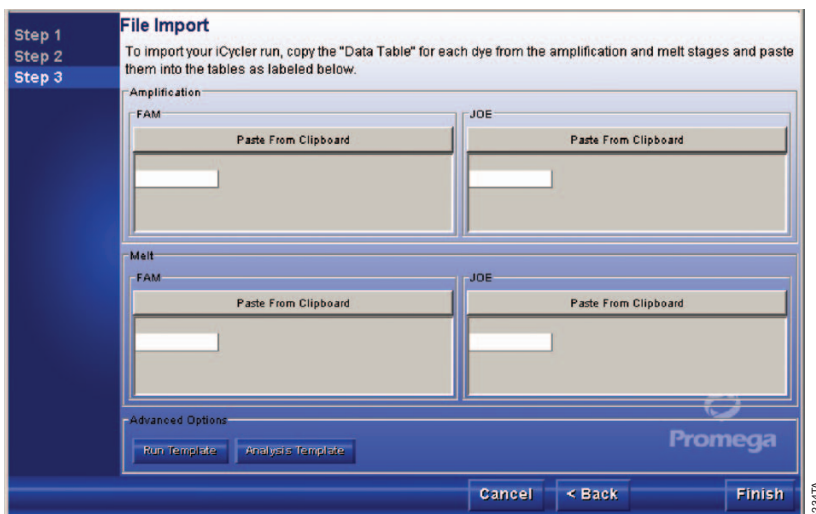 Step 1
Step 2
Step 3
File Import
To import your iCycler run, copy the "Data Table" for each dye from the amplification and melt stages and paste
them into the tables as labeled below.
Amplification
FAM
JOE
Paste From Clipboard
Paste From Clipboard
Melt
FAM
JOE
Paste From Clipboard
Paste From Clipboard
Advanced Options
Run Template
Analysis Template
Promega
Cancel
< Back
Finish